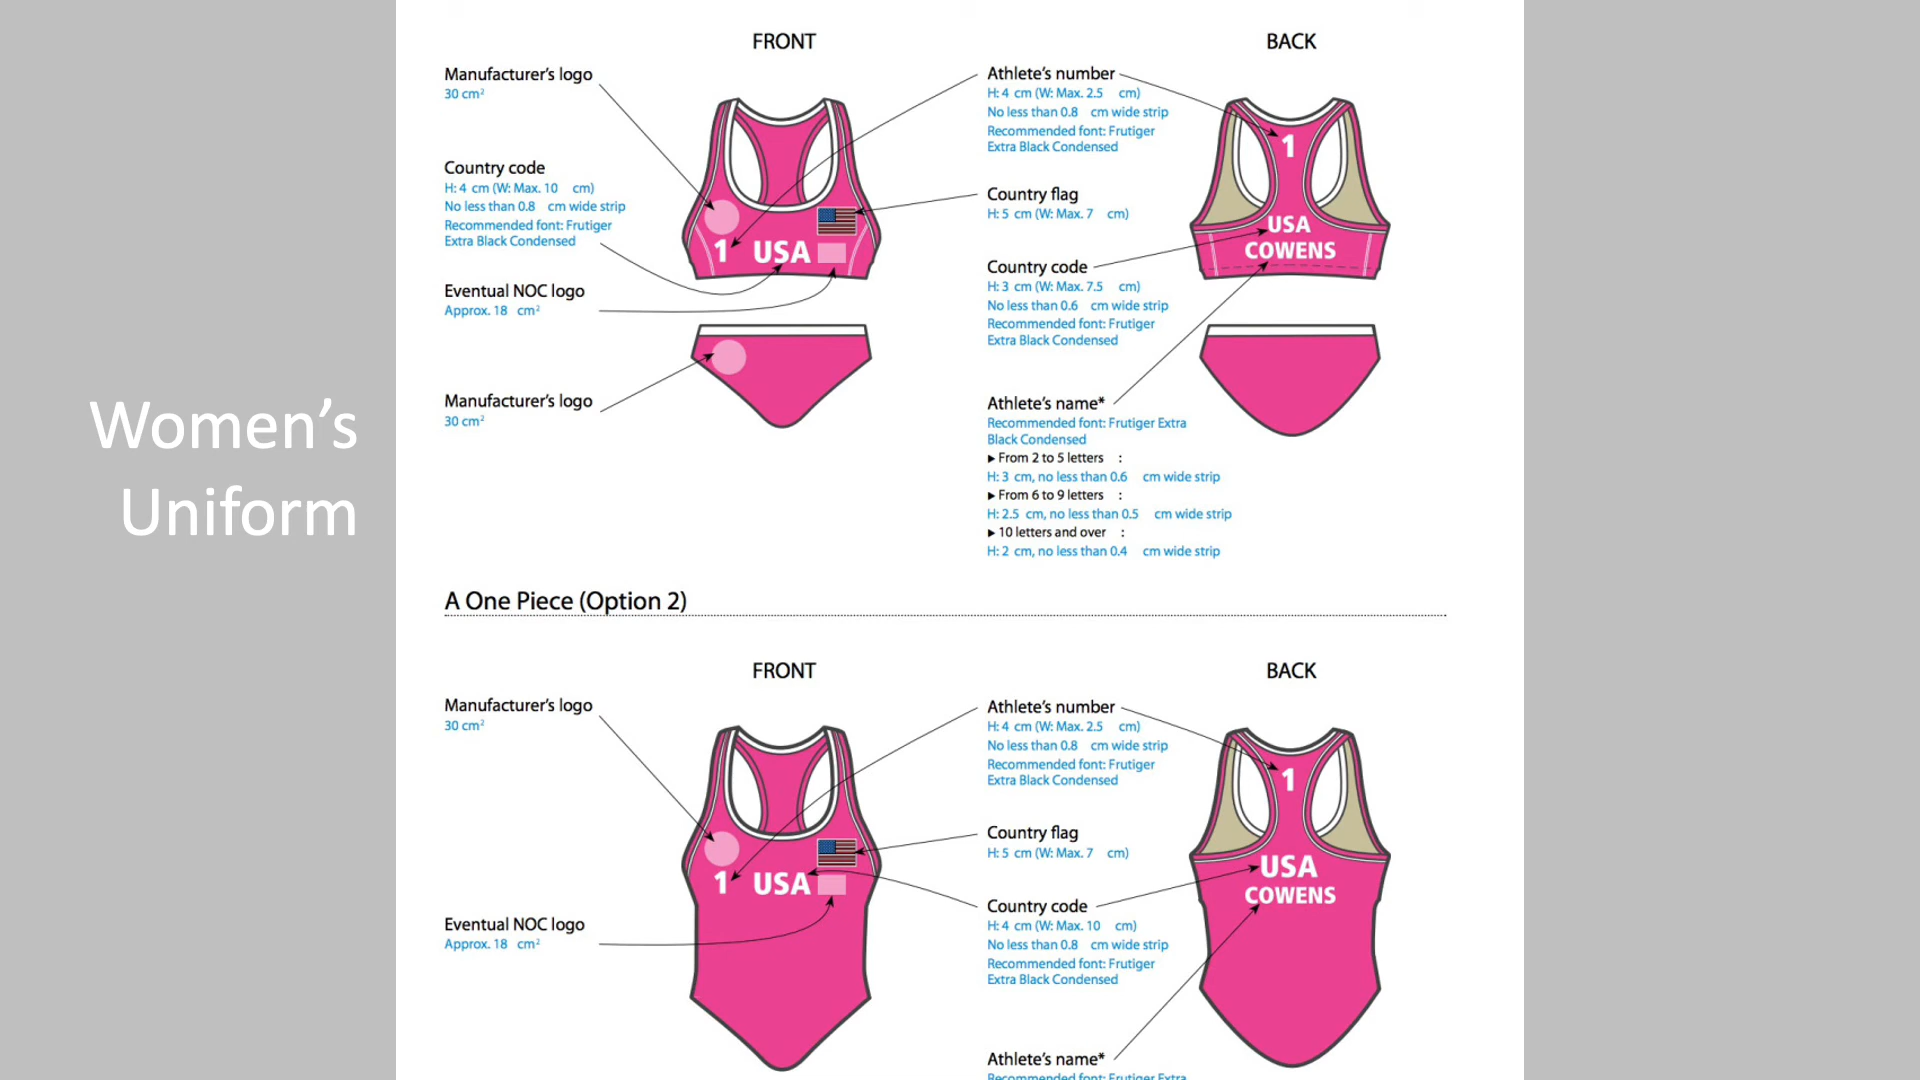 Women's
Uniform
FRONT
BACK
Manufacturer's logo
30 cm²
Country code
H: 4 cm (W: Max. 10 cm)
No less than 0.8 cm wide strip
Recommended font: Frutiger
Extra Black Condensed
Eventual NOC logo
Approx. 18 cm²
Manufacturer's logo
30 cm²
1 USA
Athlete's number
H: 4 cm (W: Max. 2.5 cm)
No less than 0.8 cm wide strip
Recommended font: Frutiger
Extra Black Condensed
Country flag
H: 5 cm (W: Max. 7 cm)
Country code
H: 3 cm (W: Max. 7.5 cm)
No less than 0.6 cm wide strip
Recommended font: Frutiger
Extra Black Condensed
Athlete's name*
Recommended font: Frutiger Extra
Black Condensed
▶ From 2 to 5 letters :
H: 3 cm, no less than 0.6 cm wide strip
▶ From 6 to 9 letters :
H: 2.5 cm, no less than 0.5 cm wide strip
▶ 10 letters and over :
H: 2 cm, no less than 0.4 cm wide strip
1
USA
COWENS
A One Piece (Option 2)
FRONT
BACK
Manufacturer's logo
30 cm²
Eventual NOC logo
Approx. 18 cm²
1 USA
Athlete's number
H: 4 cm (W: Max. 2.5 cm)
No less than 0.8 cm wide strip
Recommended font: Frutiger
Extra Black Condensed
Country flag
H: 5 cm (W: Max. 7 cm)
Country code
H: 4 cm (W: Max. 10 cm)
No less than 0.8 cm wide strip
Recommended font: Frutiger
Extra Black Condensed
Athlete's name*
Recommended font: Frutiger Extra
1
USA
COWENS